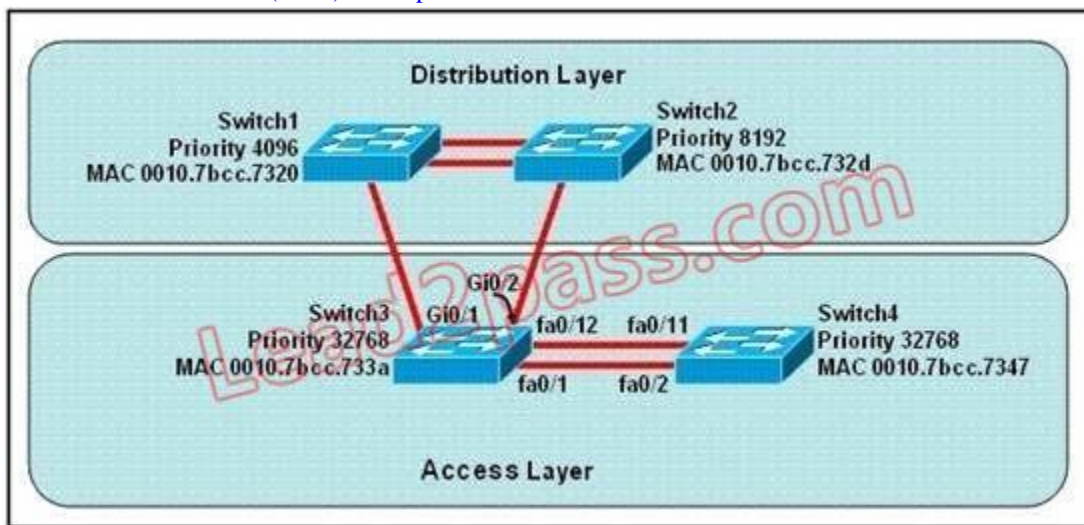 Distribution Layer
Switch1
Priority 4096
MAC 0010.7bcc.7320
Switch2
Priority 8192
MAC 0010.7bcc.732d
Lead2pass.com
Gi0/2
Switch3
Priority 32768
MAC 0010.7bcc.733a
Gi0/1
fa0/12
fa0/11
fa0/1
fa0/2
Switch4
Priority 32768
MAC 0010.7bcc.7347
Access Layer